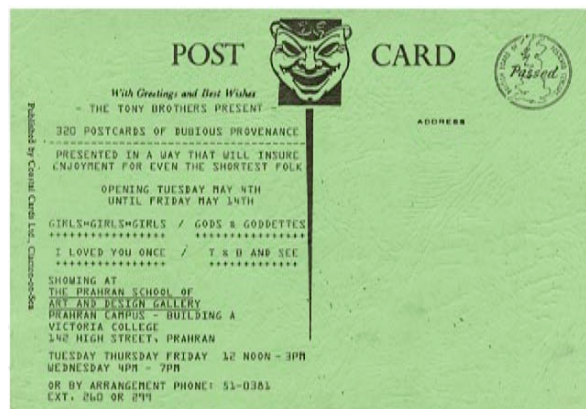 POST CARD
Passed
With Greetings and Best Wishes
- THE TONY BROTHERS PRESENT -
320 POSTCARDS OF DUBIOUS PROVENANCE
PRESENTED IN A WAY THAT WILL INSURE
ENJOYMENT FOR EVEN THE SHORTEST FOLK
OPENING TUESDAY MAY 4TH
UNTIL FRIDAY MAY 14TH
GIRLS*GIRLS*GIRLS / GODS & GODDETTES
I LOVED YOU ONCE / T & B AND SEE
SHOWING AT
THE PRAHRAN SCHOOL OF
ART AND DESIGN GALLERY
PRAHRAN CAMPUS - BUILDING A
VICTORIA COLLEGE
142 HIGH STREET, PRAHRAN
TUESDAY THURSDAY FRIDAY 12 NOON - 3PM
WEDNESDAY 4PM - 7PM
OR BY ARRANGEMENT PHONE: 51-0381
EXT. 260 OR 299
ADDRESS
Published by Coastal Cards Ltd., Clacton-on-Sea